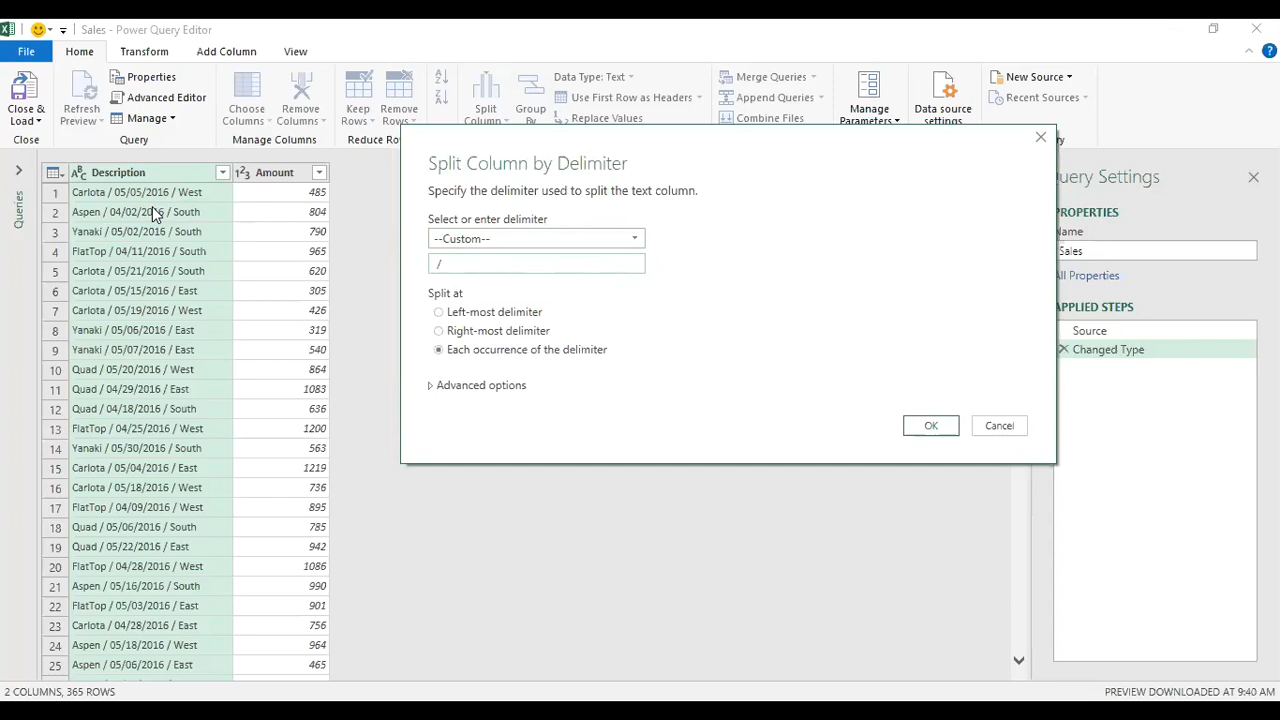 Sales - Power Query Editor
File Home Transform Add Column View
Close & Load
Refresh Preview
Properties
Advanced Editor
Manage
Choose Columns
Remove Columns
Keep Rows
Remove Rows
Split Column
Group By
Data Type: Text
Use First Row as Headers
Replace Values
Merge Queries
Append Queries
Combine Files
Manage Parameters
Data source settings
New Source
Recent Sources
Close
Query
Manage Columns
Reduce Ro
Queries
Description Amount
1 Carlota / 05/05/2016 / West 485
2 Aspen / 04/02/2016 / South 804
3 Yanaki / 05/02/2016 / South 790
4 FlatTop / 04/11/2016 / West 965
5 Carlota / 05/21/2016 / South 620
6 Carlota / 05/15/2016 / East 305
7 Carlota / 05/19/2016 / West 426
8 Yanaki / 05/06/2016 / East 319
9 Yanaki / 05/07/2016 / East 540
10 Quad / 05/20/2016 / West 864
11 Quad / 04/29/2016 / East 1083
12 Quad / 04/18/2016 / South 636
13 FlatTop / 04/25/2016 / West 1200
14 Yanaki / 05/30/2016 / South 563
15 Carlota / 05/04/2016 / East 1219
16 Carlota / 05/18/2016 / West 736
17 FlatTop / 04/09/2016 / West 895
18 Quad / 05/06/2016 / South 785
19 Quad / 05/22/2016 / East 942
20 FlatTop / 04/28/2016 / West 1086
21 Aspen / 05/16/2016 / South 990
22 FlatTop / 05/03/2016 / East 901
23 Carlota / 04/28/2016 / East 756
24 Aspen / 05/18/2016 / West 964
25 Aspen / 05/06/2016 / East 465
Split Column by Delimiter
Specify the delimiter used to split the text column.
Select or enter delimiter
--Custom--
/
Split at
Left-most delimiter
Right-most delimiter
Each occurrence of the delimiter
Advanced options
OK Cancel
uery Settings
PROPERTIES
Name
Sales
All Properties
APPLIED STEPS
Source
Changed Type
2 COLUMNS, 365 ROWS
PREVIEW DOWNLOADED AT 9:40 AM